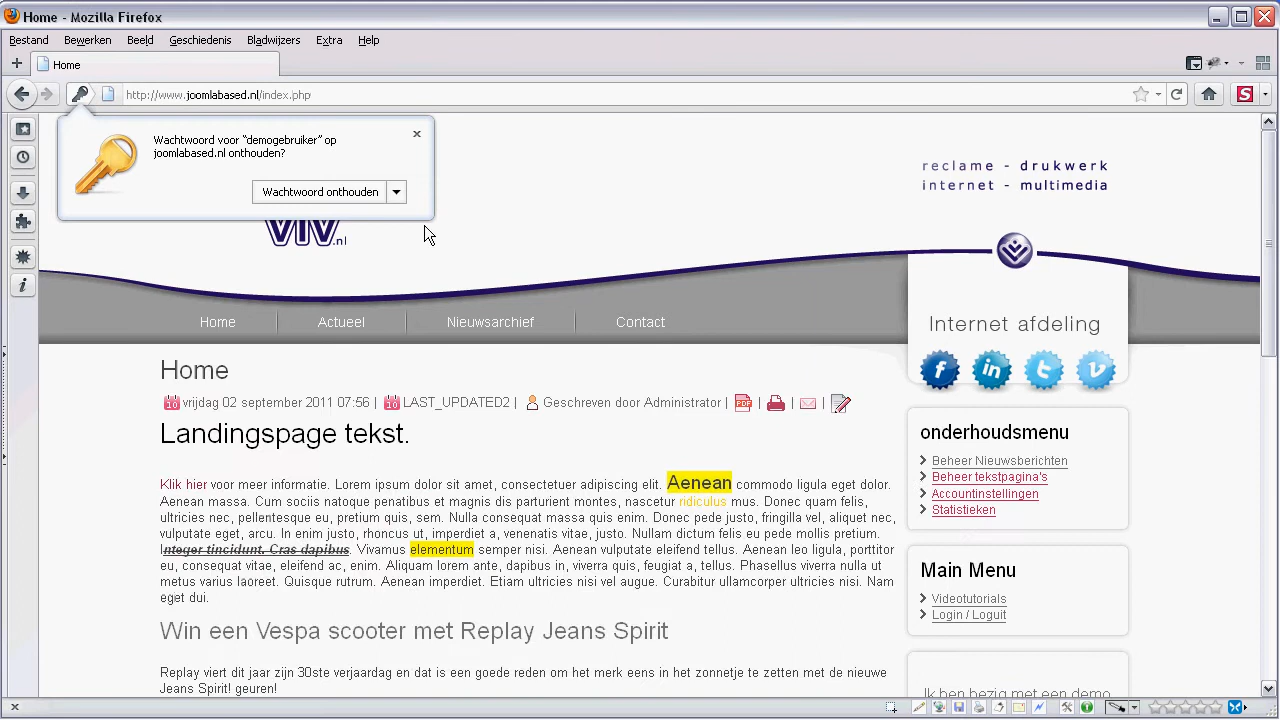 Home - Mozilla Firefox
Bestand Bewerken Beeld Geschiedenis Bladwijzers Extra Help
Home
http://www.joomlabased.nl/index.php
Wachtwoord voor "demogebruiker" op
joomlabased.nl onthouden?
Wachtwoord onthouden
VIV.nl
reclame - drukwerk
internet - multimedia
Home Actueel Nieuwsarchief Contact
Internet afdeling
Home
vrijdag 02 september 2011 07:56 | LAST_UPDATED2 | Geschreven door Administrator | PDF | | |
Landingspage tekst.
Klik hier voor meer informatie. Lorem ipsum dolor sit amet, consectetuer adipiscing elit. Aenean commodo ligula eget dolor.
Aenean massa. Cum sociis natoque penatibus et magnis dis parturient montes, nascetur ridiculus mus. Donec quam felis,
ultricies nec, pellentesque eu, pretium quis, sem. Nulla consequat massa quis enim. Donec pede justo, fringilla vel, aliquet nec,
vulputate eget, arcu. In enim justo, rhoncus ut, imperdiet a, venenatis vitae, justo. Nullam dictum felis eu pede mollis pretium.
Integer tincidunt. Cras dapibus. Vivamus elementum semper nisi. Aenean vulputate eleifend tellus. Aenean leo ligula, porttitor
eu, consequat vitae, eleifend ac, enim. Aliquam lorem ante, dapibus in, viverra quis, feugiat a, tellus. Phasellus viverra nulla ut
metus varius laoreet. Quisque rutrum. Aenean imperdiet. Etiam ultricies nisi vel augue. Curabitur ullamcorper ultricies nisi. Nam
eget dui.
Win een Vespa scooter met Replay Jeans Spirit
Replay viert dit jaar zijn 30ste verjaardag en dat is een goede reden om het merk eens in het zonnetje te zetten met de nieuwe
Jeans Spirit! geuren!
onderhoudsmenu
Beheer Nieuwsberichten
Beheer tekstpagina's
Accountinstellingen
Statistieken
Main Menu
Videotutorials
Login / Loguit
Ik ben bezig met een demo